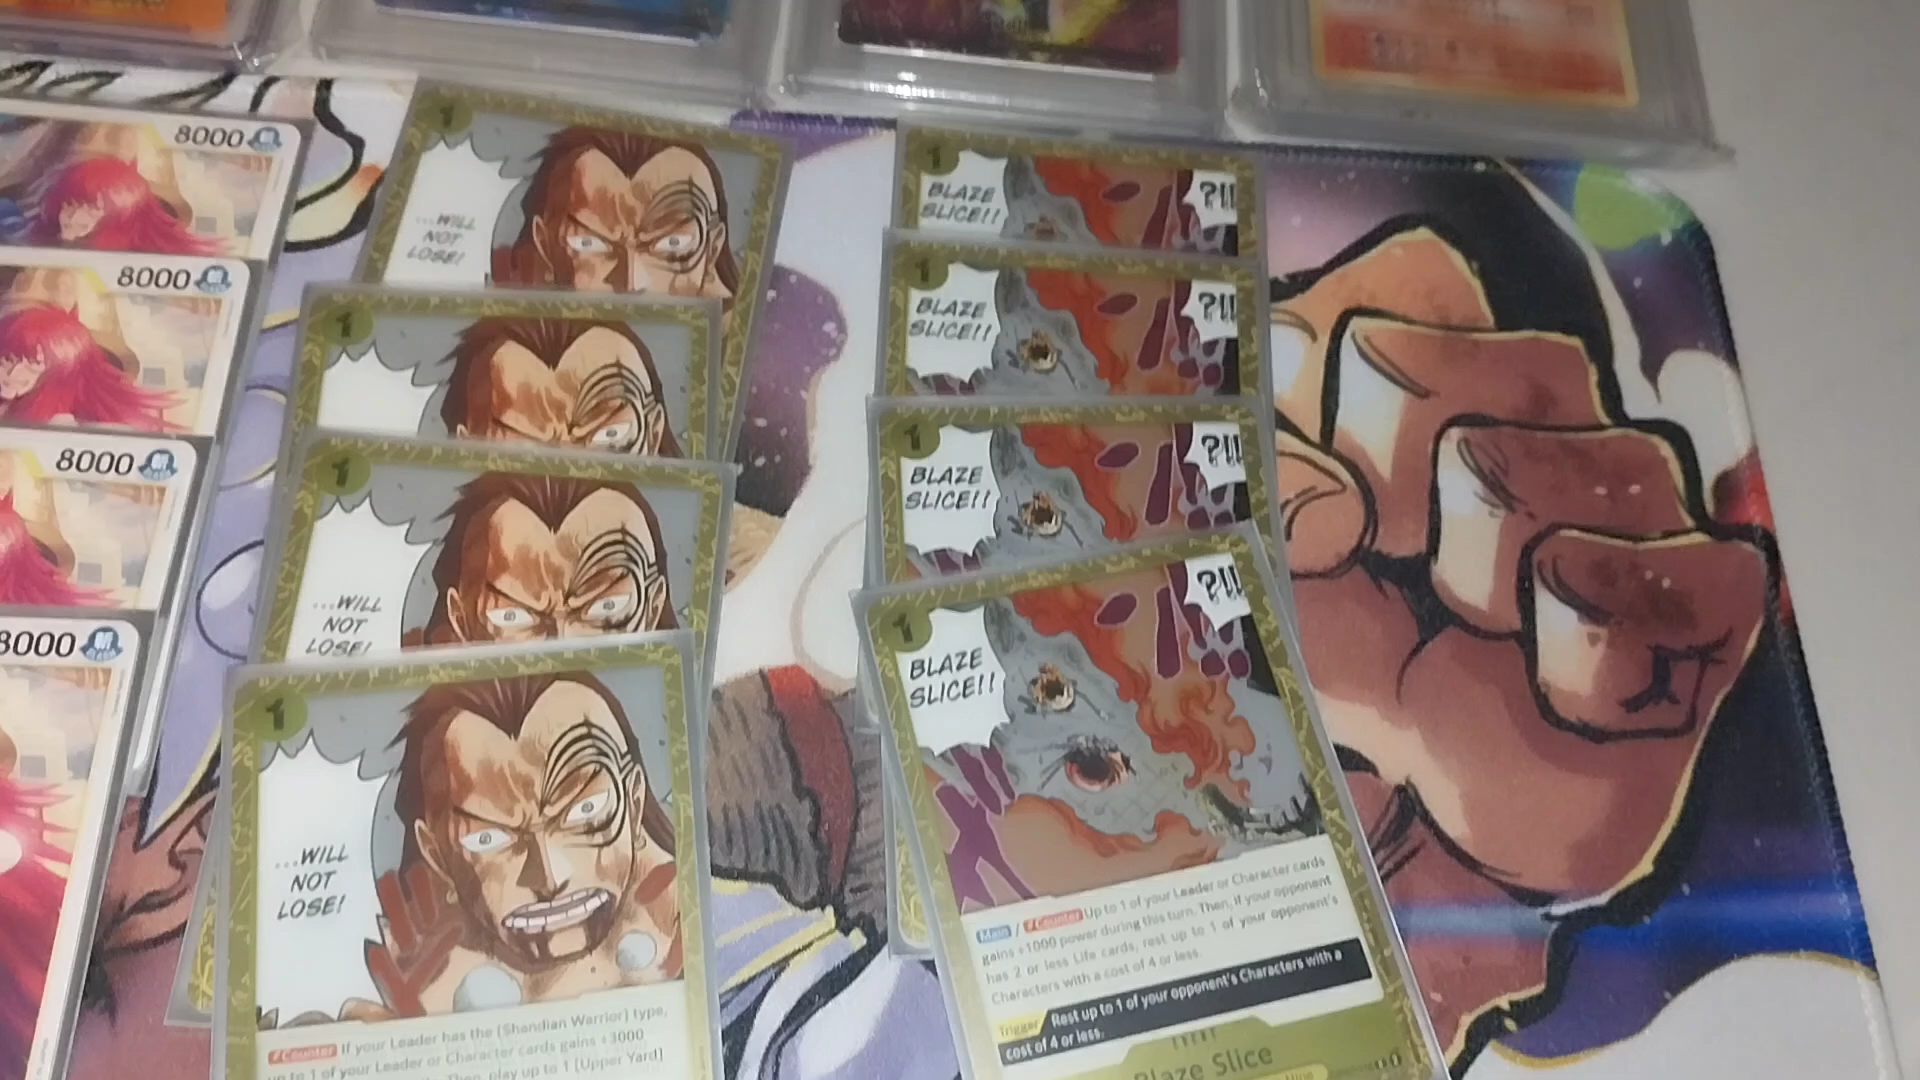 8000
8000
8000
8000
1
...WILL
NOT
LOSE!
1
1
...WILL
NOT
LOSE!
1
...WILL
NOT
LOSE!
⚡Counter If your Leader has the {Shandian Warrior} type,
up to 1 of your Leader or Character cards gains +3000
Then, play up to 1 [Upper Yard]
1
BLAZE
SLICE!!
?!!
1
BLAZE
SLICE!!
?!!
1
BLAZE
SLICE!!
?!!
1
BLAZE
SLICE!!
?!!
Main / ⚡Counter Up to 1 of your Leader or Character cards
gains +1000 power during this turn. Then, if your opponent
has 2 or less Life cards, rest up to 1 of your opponent's
Characters with a cost of 4 or less.
Trigger Rest up to 1 of your opponent's Characters with a
cost of 4 or less.
EVENT
Blaze Slice